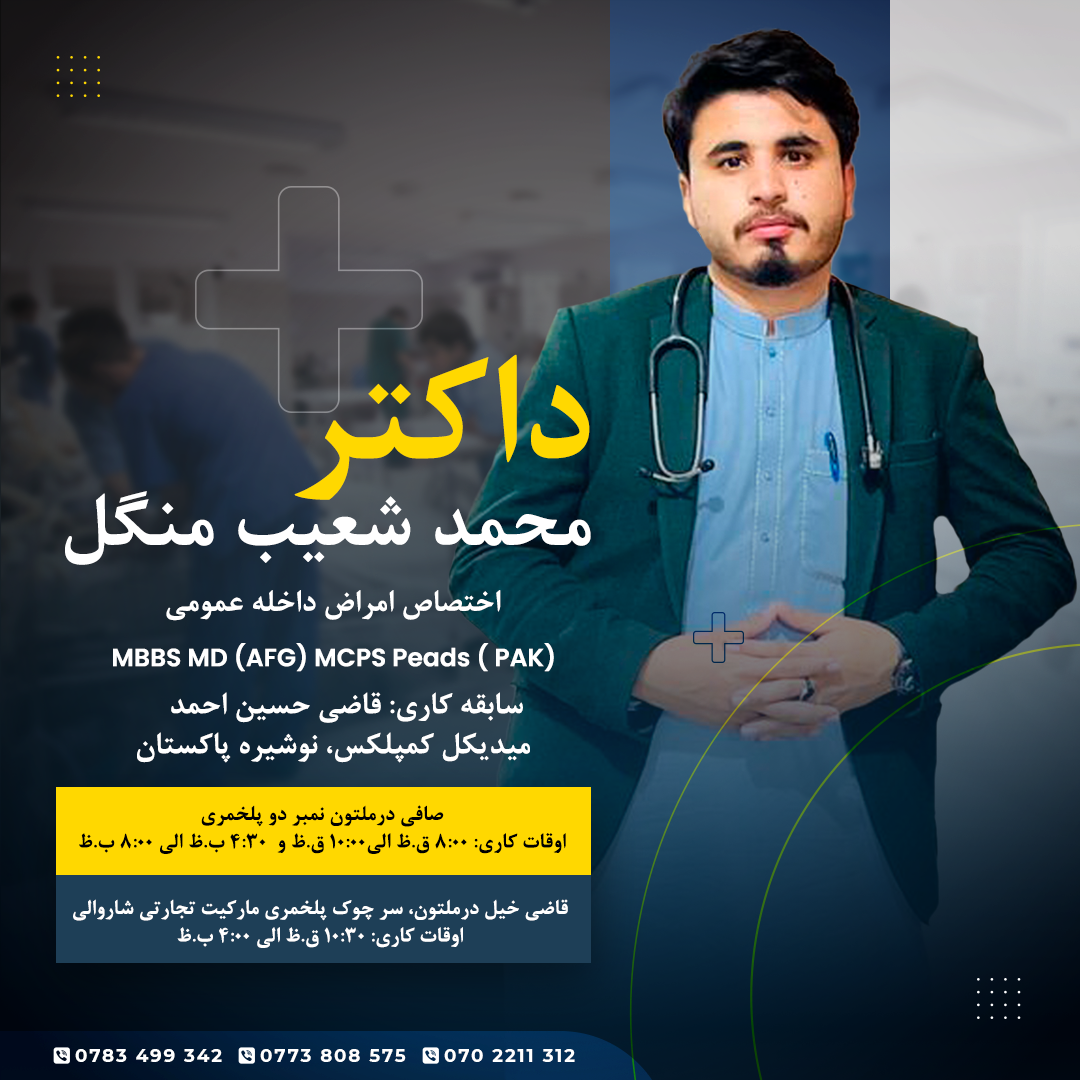 داکتر
محمد شعیب منگل
اختصاص امراض داخله عمومی
MBBS MD (AFG) MCPS Peads ( PAK)
سابقه کاری: قاضی حسین احمد
میدیکل کمپلکس، نوشیره پاکستان
صافی درملتون نمبر دو پلخمری
اوقات کاری: ۸:۰۰ ق.ظ الی۱۰:۰۰ ق.ظ و ۴:۳۰ ب.ظ الی ۸:۰۰ ب.ظ
قاضی خیل درملتون، سر چوک پلخمری مارکیت تجارتی شاروالی
اوقات کاری: ۱۰:۳۰ ق.ظ الی ۴:۰۰ ب.ظ
0783 499 342 0773 808 575 070 2211 312